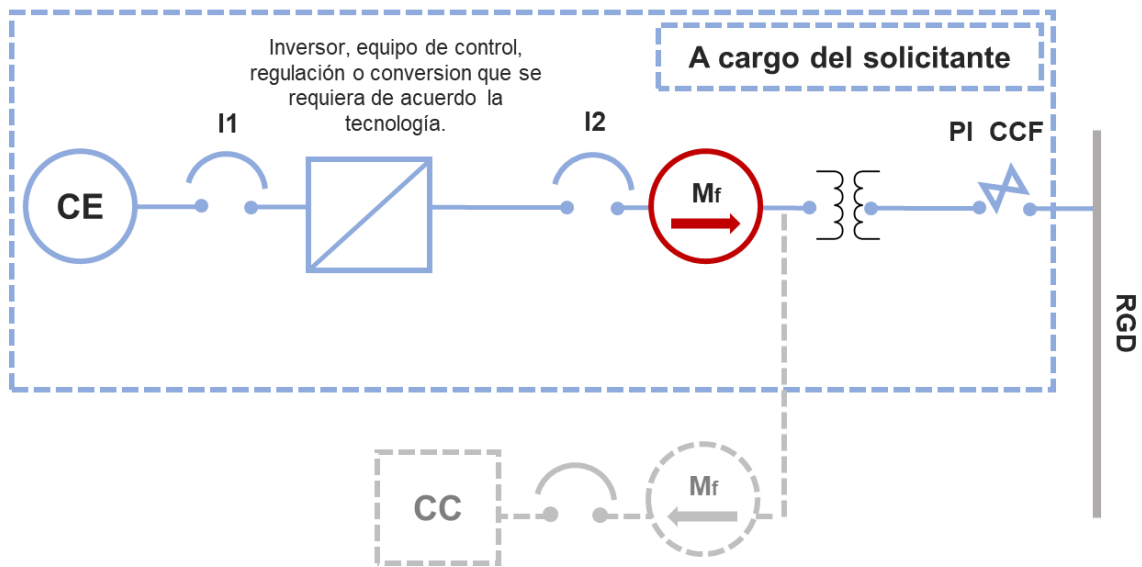 Inversor, equipo de control,
regulación o conversion que se
requiera de acuerdo la
tecnología.
A cargo del solicitante
I1
I2
PI CCF
CE
Mf
RGD
CC
Mf